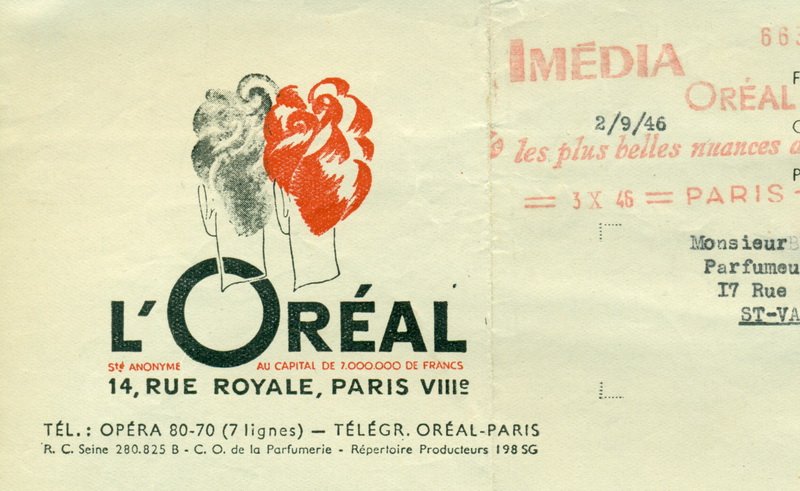 663
IMÉDIA
ORÉAL
2/9/46
les plus belles nuances
= 3 X 46 = PARIS -
Monsieur
Parfumeu
17 Rue
ST-VA
L'ORÉAL
Sté ANONYME AU CAPITAL DE 7.000.000 DE FRANCS
14, RUE ROYALE, PARIS VIIIe
TÉL. : OPÉRA 80-70 (7 lignes) — TÉLÉGR. ORÉAL-PARIS
R. C. Seine 280.825 B - C. O. de la Parfumerie - Répertoire Producteurs 198 SG